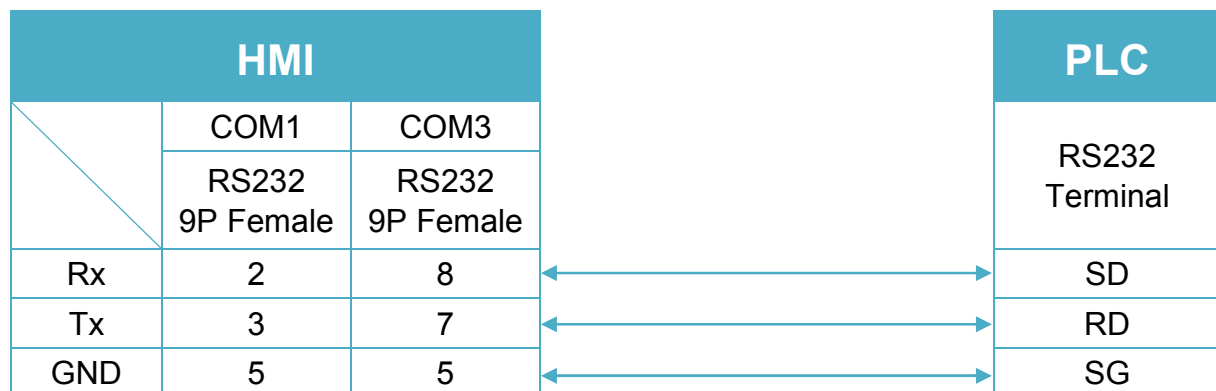 HMI PLC
COM1 COM3
RS232
Terminal
RS232
9P Female
RS232
9P Female
Rx 2 8 SD
Tx 3 7 RD
GND 5 5 SG